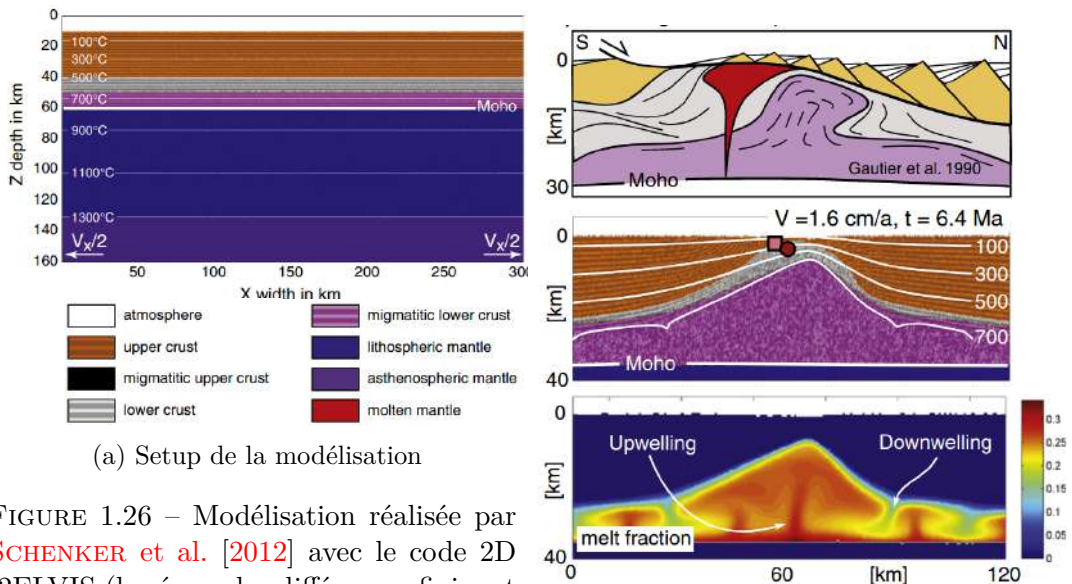 0
20
40
60
80
100
120
140
160
Z depth in km
100°C
300°C
500°C
700°C
Moho
900°C
1100°C
1300°C
Vx/2
Vx/2
50
100
150
200
250
300
X width in km
atmosphere
upper crust
migmatitic upper crust
lower crust
migmatitic lower crust
lithospheric mantle
asthenospheric mantle
molten mantle
(a) Setup de la modélisation
FIGURE 1.26 – Modélisation réalisée par
SCHENKER et al. [2012] avec le code 2D
S
N
0
[km]
30
Moho
Gautier et al. 1990
V =1.6 cm/a, t = 6.4 Ma
0
[km]
40
100
300
500
700
Moho
0
[km]
40
Upwelling
Downwelling
melt fraction
0
60
[km]
120
0.3
0.25
0.2
0.15
0.1
0.05
0